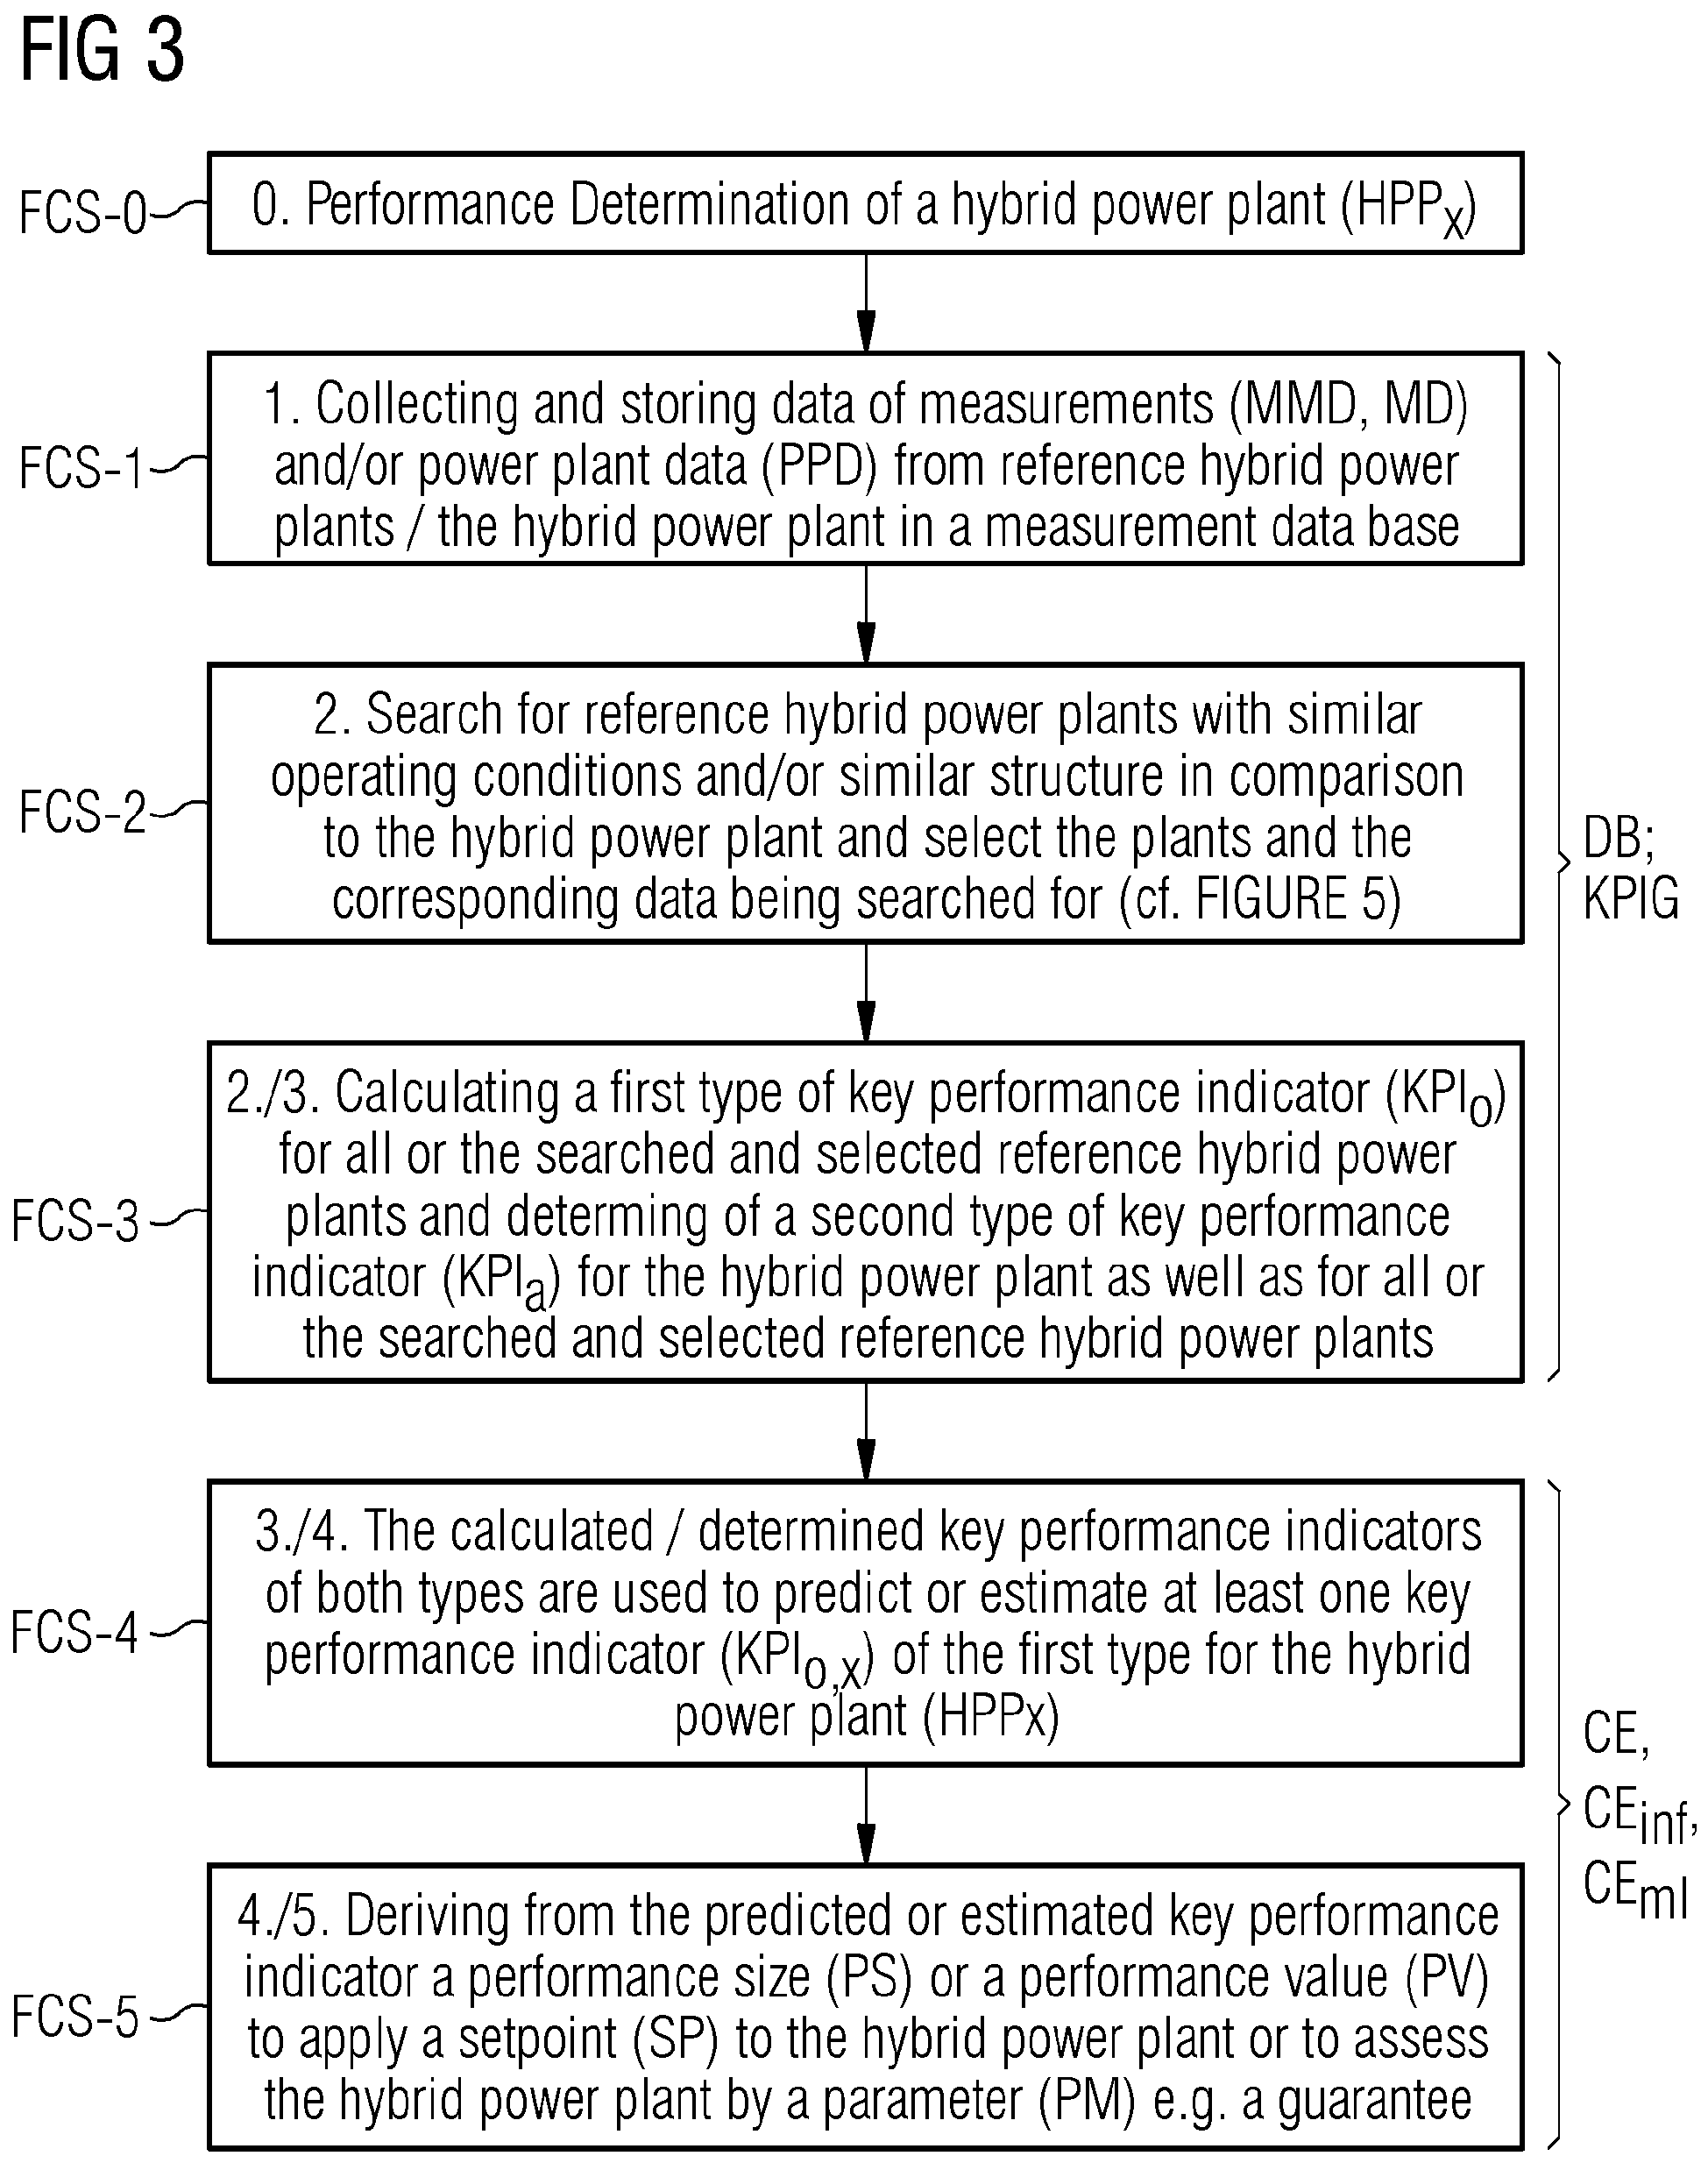 FIG 3
FCS-0
0. Performance Determination of a hybrid power plant (HPPX)
FCS-1
1. Collecting and storing data of measurements (MMD, MD)
and/or power plant data (PPD) from reference hybrid power
plants / the hybrid power plant in a measurement data base
FCS-2
2. Search for reference hybrid power plants with similar
operating conditions and/or similar structure in comparison
to the hybrid power plant and select the plants and the
corresponding data being searched for (cf. FIGURE 5)
DB;
KPIG
FCS-3
2./3. Calculating a first type of key performance indicator (KPIo)
for all or the searched and selected reference hybrid power
plants and determing of a second type of key performance
indicator (KPIa) for the hybrid power plant as well as for all or
the searched and selected reference hybrid power plants
FCS-4
3./4. The calculated / determined key performance indicators
of both types are used to predict or estimate at least one key
performance indicator (KPIo,x) of the first type for the hybrid
power plant (HPPx)
CE,
CEinf,
CEml
FCS-5
4./5. Deriving from the predicted or estimated key performance
indicator a performance size (PS) or a performance value (PV)
to apply a setpoint (SP) to the hybrid power plant or to assess
the hybrid power plant by a parameter (PM) e.g. a guarantee